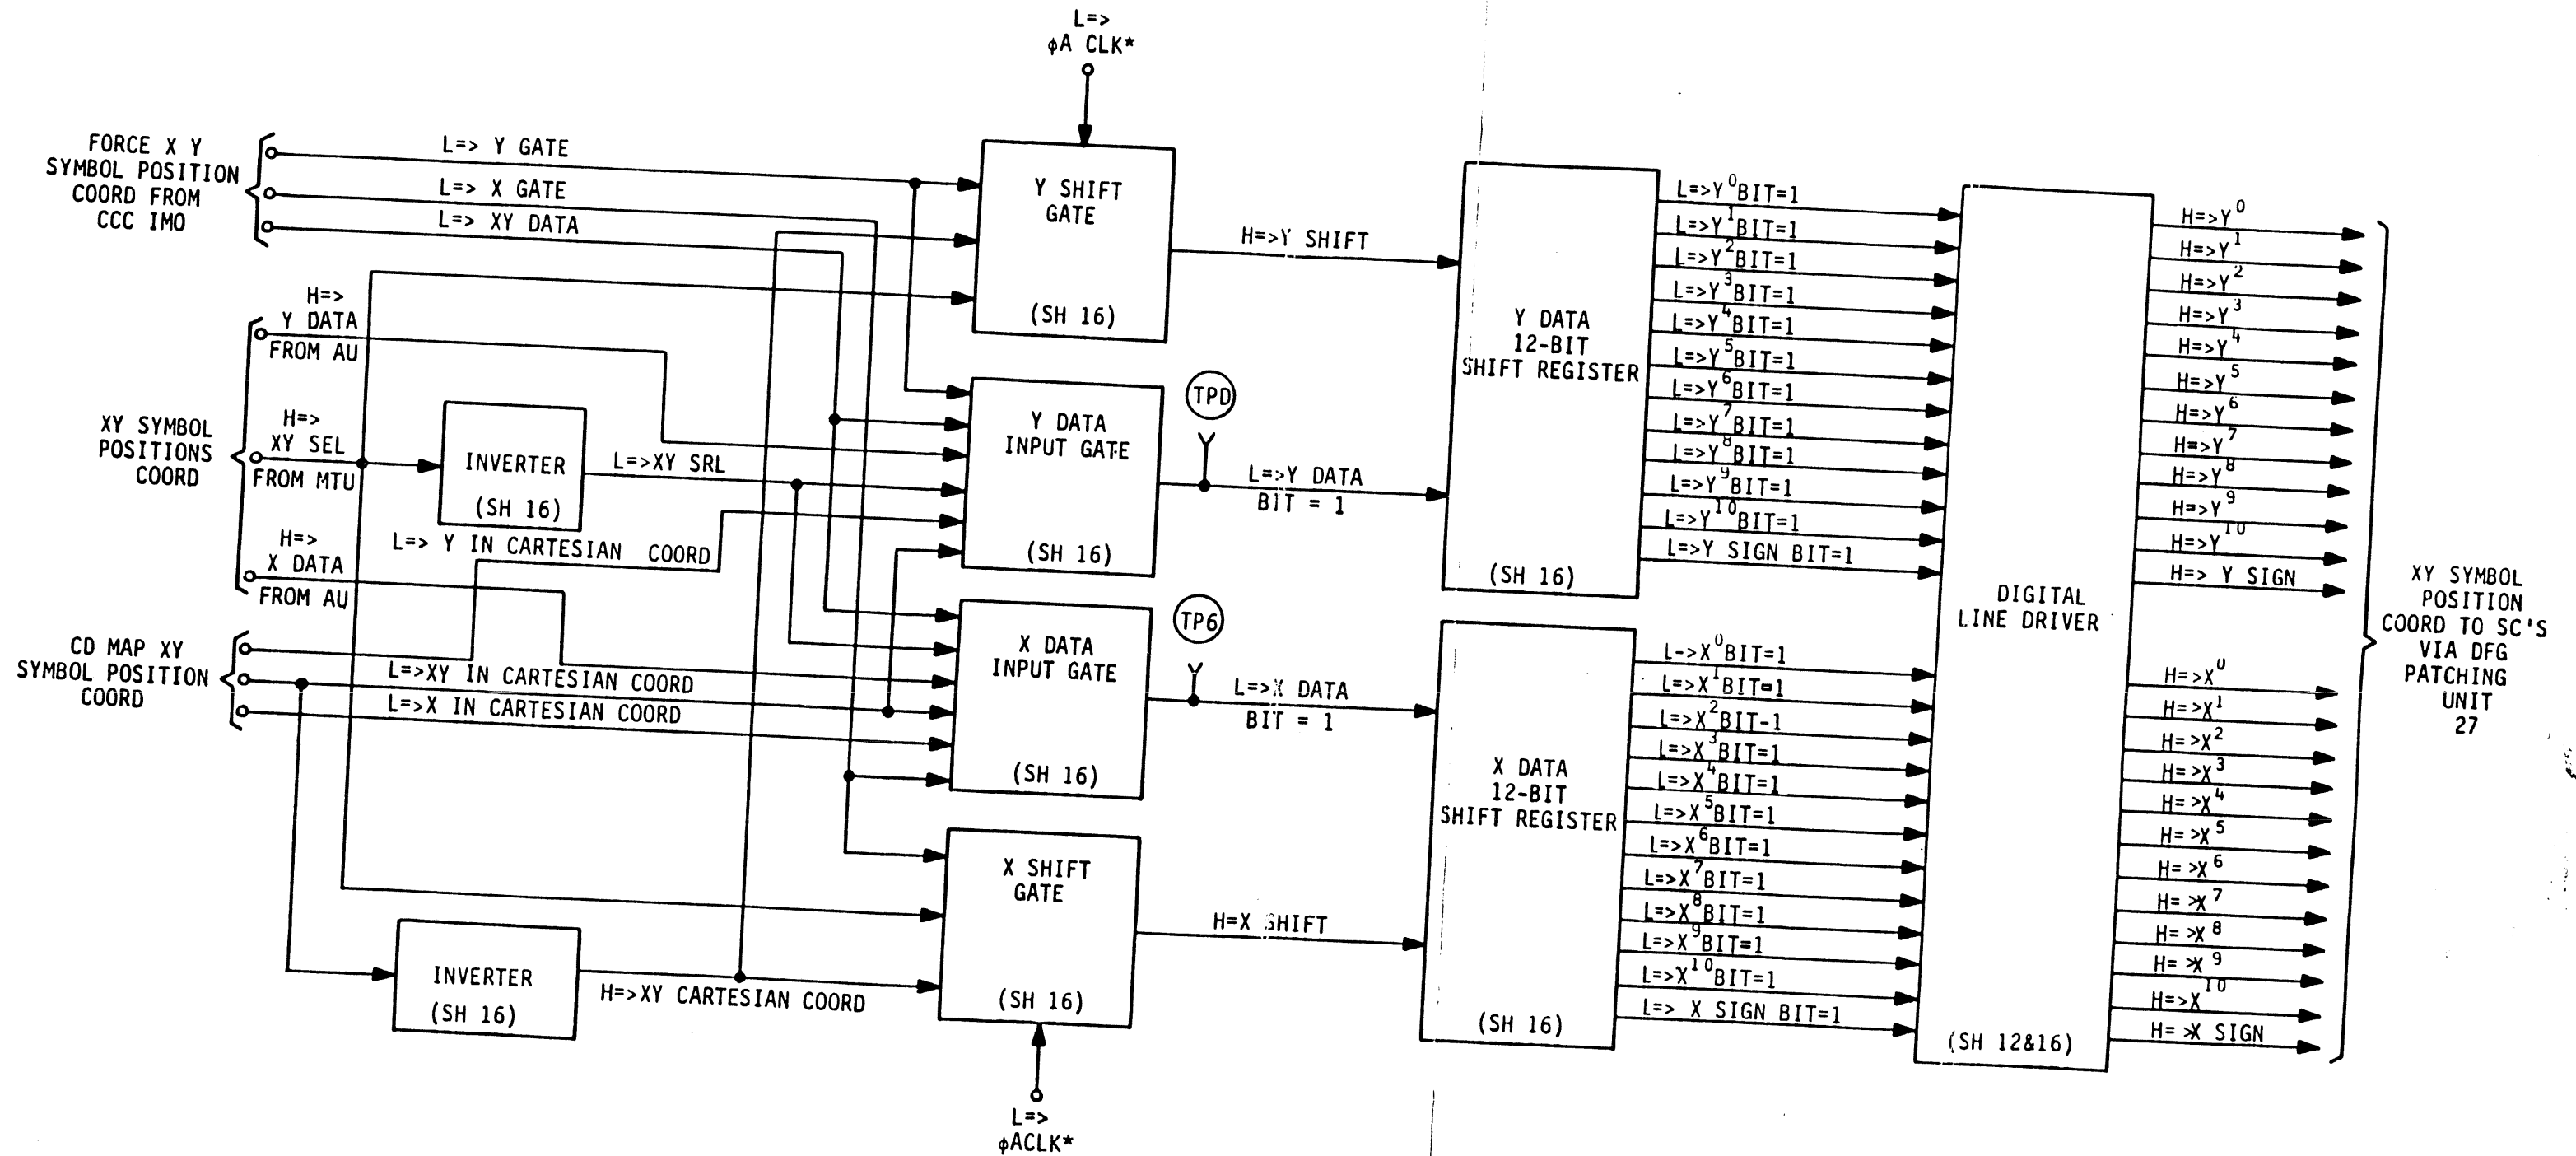 L=>
φA CLK*
FORCE X Y
SYMBOL POSITION
COORD FROM
CCC IMO
L=> Y GATE
L=> X GATE
L=> XY DATA
Y SHIFT
GATE
(SH 16)
H=>Y SHIFT
H=>
Y DATA
FROM AU
XY SYMBOL
POSITIONS
COORD
H=>
XY SEL
FROM MTU
INVERTER
(SH 16)
L=>XY SRL
H=>
X DATA
FROM AU
L=> Y IN CARTESIAN COORD
Y DATA
INPUT GATE
(SH 16)
TPD
L=>Y DATA
BIT = 1
CD MAP XY
SYMBOL POSITION
COORD
L=>XY IN CARTESIAN COORD
L=>X IN CARTESIAN COORD
X DATA
INPUT GATE
(SH 16)
TP6
L=>X DATA
BIT = 1
INVERTER
(SH 16)
H=>XY CARTESIAN COORD
X SHIFT
GATE
(SH 16)
H=X SHIFT
L=>
φACLK*
Y DATA
12-BIT
SHIFT REGISTER
(SH 16)
L=>Y⁰BIT=1
L=>Y¹BIT=1
L=>Y²BIT=1
L=>Y³BIT=1
L=>Y⁴BIT=1
L=>Y⁵BIT=1
L=>Y⁶BIT=1
L=>Y⁷BIT=1
L=>Y⁸BIT=1
L=>Y⁹BIT=1
L=>Y¹⁰BIT=1
L=>Y SIGN BIT=1
X DATA
12-BIT
SHIFT REGISTER
(SH 16)
L->X⁰BIT=1
L=>X¹BIT=1
L=>X²BIT-1
L=>X³BIT=1
L=>X⁴BIT=1
L=>X⁵BIT=1
L=>X⁶BIT=1
L=>X⁷BIT=1
L=>X⁸BIT=1
L=>X⁹BIT=1
L=>X¹⁰BIT=1
L=> X SIGN BIT=1
DIGITAL
LINE DRIVER
(SH 12&16)
H=>Y⁰
H=>Y¹
H=>Y²
H=>Y³
H=>Y⁴
H=>Y⁵
H=>Y⁶
H=>Y⁷
H=>Y⁸
H=>Y⁹
H=>Y¹⁰
H=> Y SIGN
H=>X⁰
H=>X¹
H=>X²
H=>X³
H=>X⁴
H=>X⁵
H=>X⁶
H=>X⁷
H=>X⁸
H=>X⁹
H=>X¹⁰
H=>X SIGN
XY SYMBOL
POSITION
COORD TO SC'S
VIA DFG
PATCHING
UNIT
27